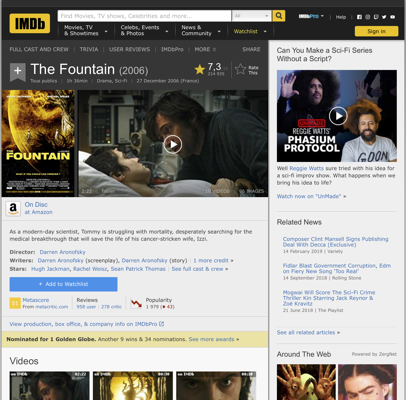 IMDb
Find Movies, TV shows, Celebrities and more...
All
IMDbPro
Help
Movies, TV & Showtimes
Celebs, Events & Photos
News & Community
Watchlist
Sign in
FULL CAST AND CREW | TRIVIA | USER REVIEWS | IMDbPro | MORE
SHARE
The Fountain (2006)
7,3
Rate This
Tous publics | 1h 36min | Drama, Sci-Fi | 27 December 2006 (France)
THE FOUNTAIN
2:22
Trailer
VIDEOS
IMAGES
On Disc
at Amazon
As a modern-day scientist, Tommy is struggling with mortality, desperately searching for the
medical breakthrough that will save the life of his cancer-stricken wife, Izzi.
Director: Darren Aronofsky
Writers: Darren Aronofsky (screenplay), Darren Aronofsky (story) | 1 more credit »
Stars: Hugh Jackman, Rachel Weisz, Sean Patrick Thomas | See full cast & crew »
+ Add to Watchlist
51
Metascore
From metacritic.com
Reviews
958 user | 278 critic
Popularity
View production, box office, & company info on IMDbPro
Nominated for 1 Golden Globe. Another 9 wins & 34 nominations. See more awards »
Videos
Can You Make a Sci-Fi Series
Without a Script?
REGGIE WATTS'
PHASIUM
PROTOCOL
Well Reggie Watts sure tried with his idea for
a sci-fi improv show. What happens when we
bring his idea to life?
Watch now on "UnMade" »
Related News
Composer Clint Mansell Signs Publishing
Deal With Decca (Exclusive)
14 February 2019 | Variety
Fidlar Blast Government Corruption, Edm
on Fiery New Song 'Too Real'
14 September 2018 | Rolling Stone
Mogwai Will Score The Sci-Fi Crime
Thriller Kin Starring Jack Reynor &
Zoë Kravitz
21 June 2018 | The Playlist
See all related articles »
Around The Web
Powered by ZergNet